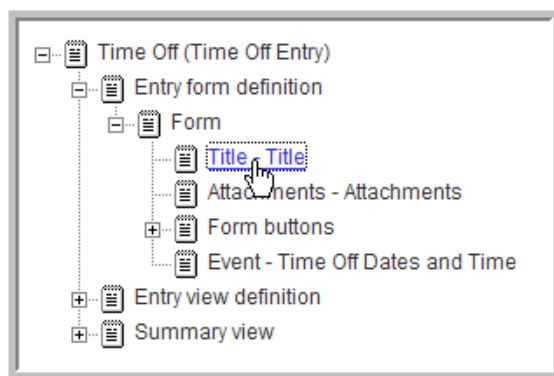 Time Off (Time Off Entry)
Entry form definition
Form
Title - Title
Attachments - Attachments
Form buttons
Event - Time Off Dates and Time
Entry view definition
Summary view